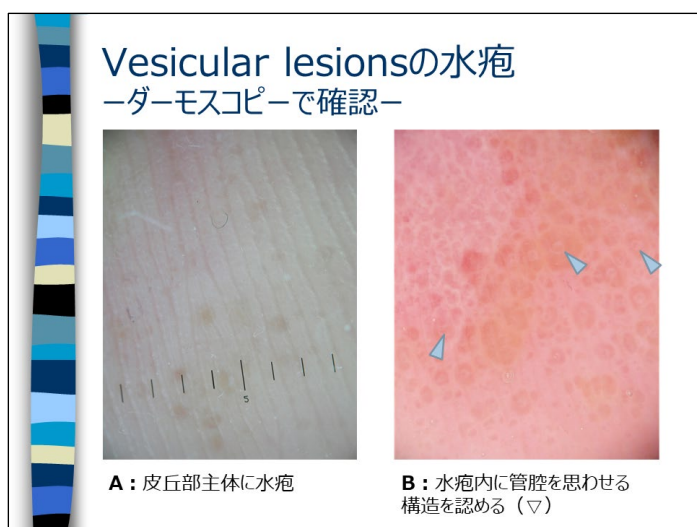 Vesicular lesionsの水疱
－ダーモスコピーで確認－
5
A：皮丘部主体に水疱
B：水疱内に管腔を思わせる
構造を認める（▽）